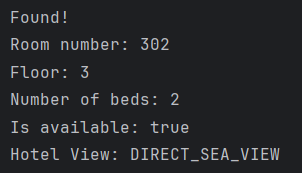 Found!
Room number: 302
Floor: 3
Number of beds: 2
Is available: true
Hotel View: DIRECT_SEA_VIEW